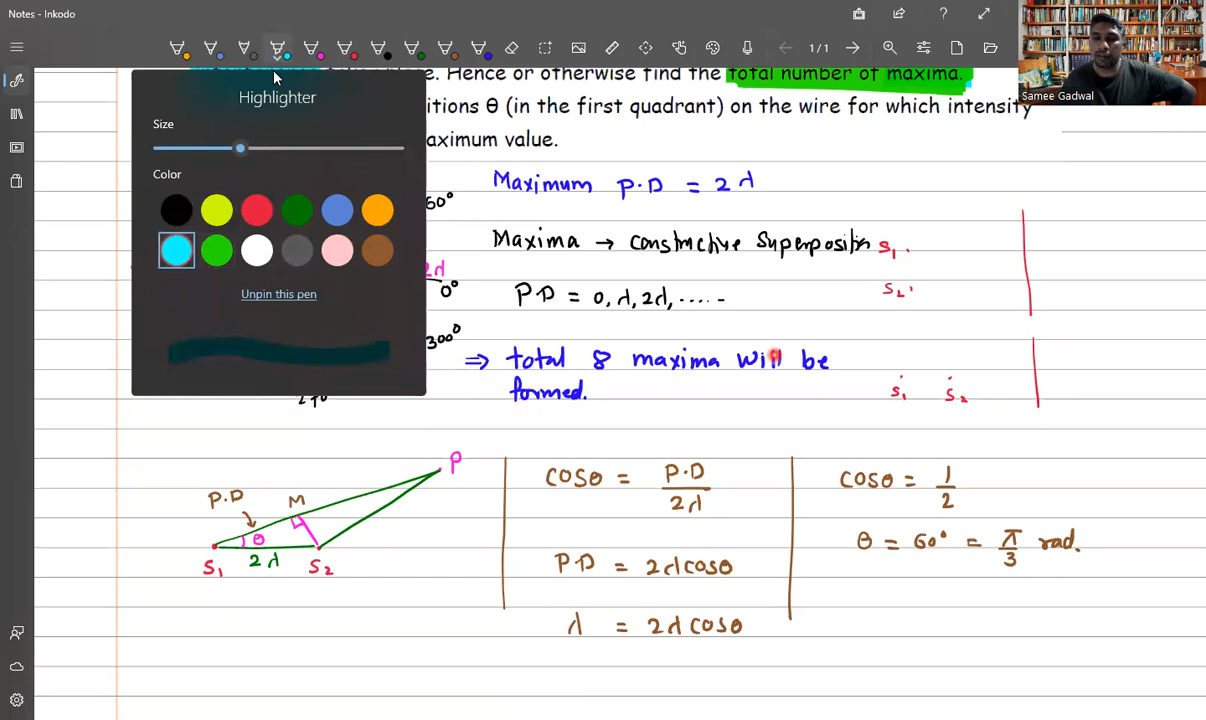 Notes - Inkodo
1/1
Samee Gadwal
Highlighter
Size
Color
Unpin this pen
. Hence or otherwise find the total number of maxima.
itions θ (in the first quadrant) on the wire for which intensity
aximum value.
Maximum P.D = 2λ
60°
Maxima → Constructive Superposition
S₁
2λ
0°
PD = 0, λ, 2λ, .....
S₂
300°
⇒ total 8 maxima will be
formed.
S₁ S₂
270
P
P.D
M
θ
S₁ 2λ S₂
cosθ = P.D / 2λ
PD = 2λcosθ
λ = 2λcosθ
cosθ = 1/2
θ = 60° = π/3 rad.